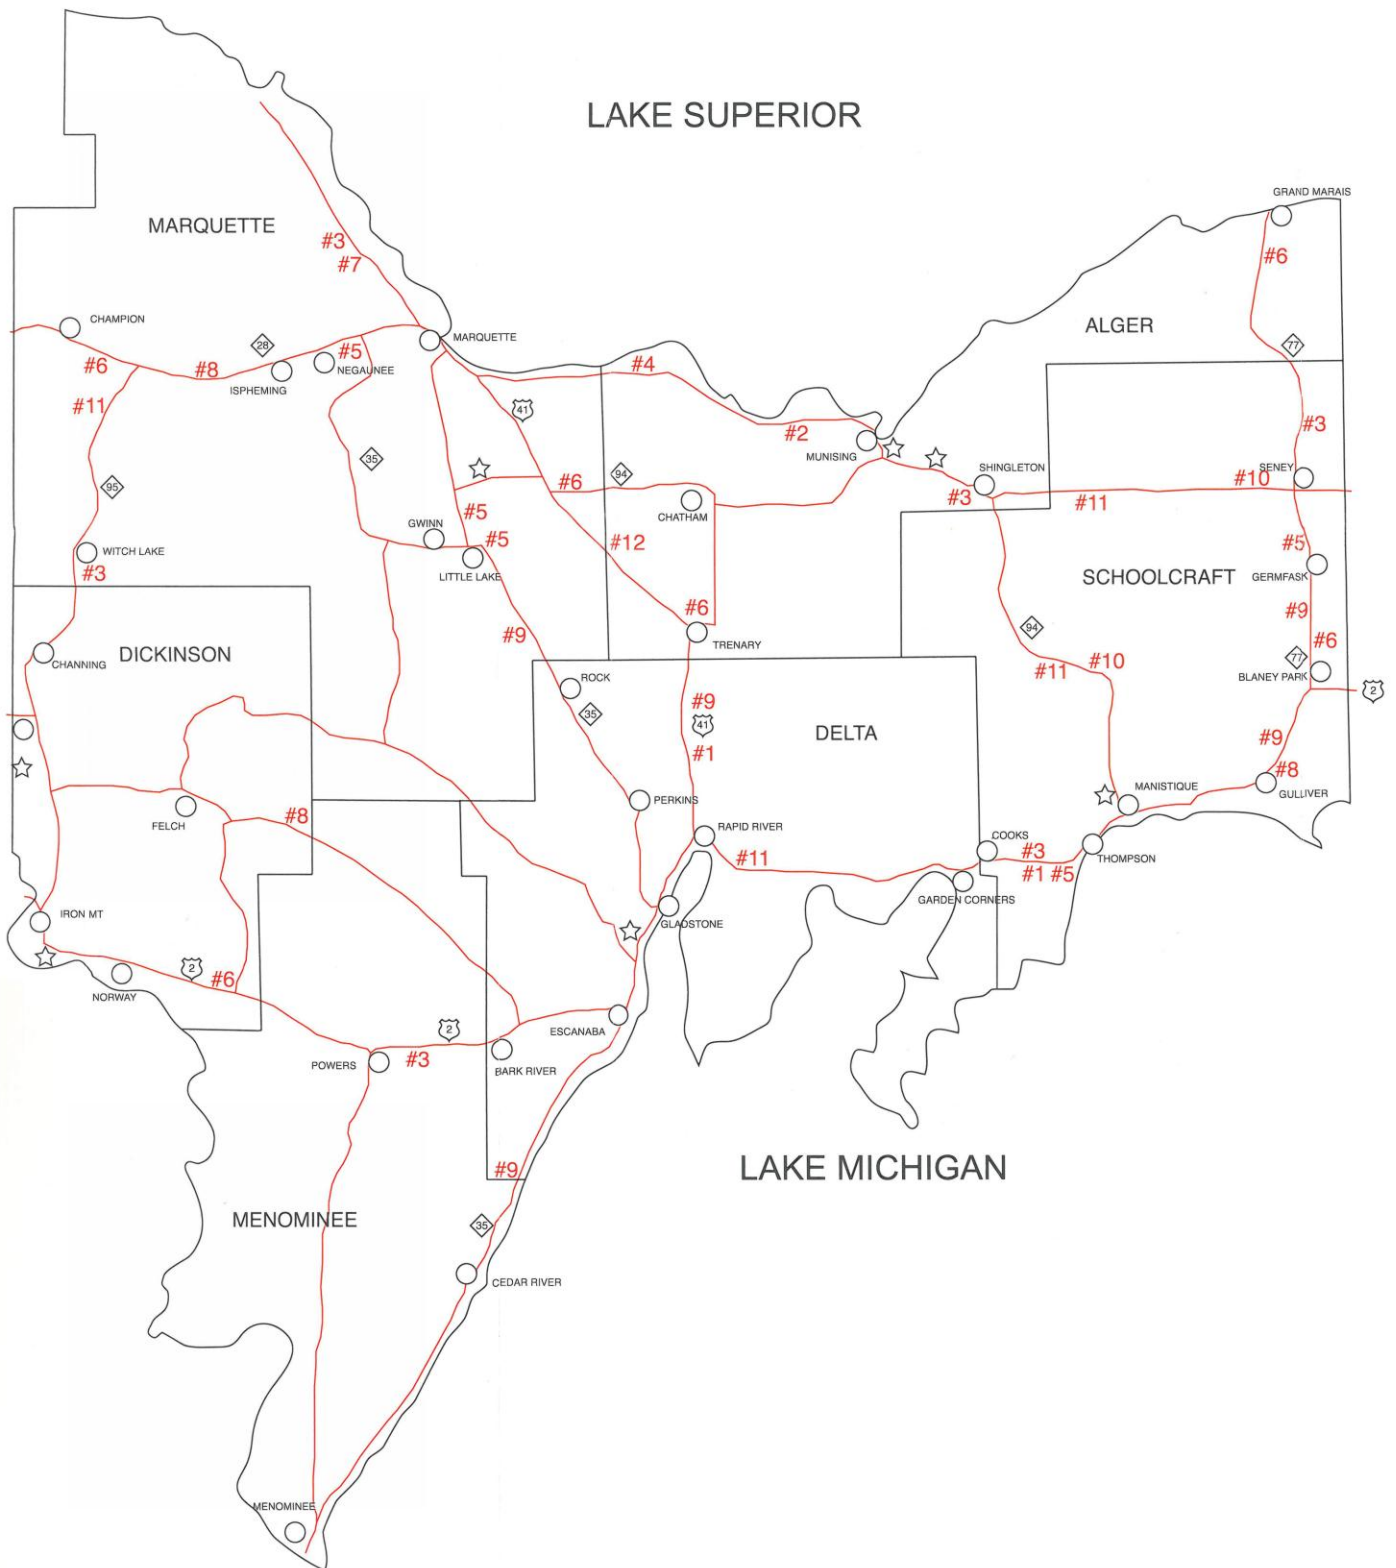 LAKE SUPERIOR
GRAND MARAIS
MARQUETTE
#3
#7
#6
ALGER
CHAMPION
28
MARQUETTE
77
#6
#8
#5
NEGAUNEE
ISPHEMING
#4
#11
41
#2
#3
35
MUNISING
SHINGLETON
SENEY
95
#6
94
#3
#11
#10
CHATHAM
GWINN
#5
#5
#12
#5
WITCH LAKE
LITTLE LAKE
#3
SCHOOLCRAFT
GERMFASK
#9
#6
TRENARY
94
#6
#9
DICKINSON
CHANNING
#11
#10
77
BLANEY PARK
2
ROCK
35
#9
41
DELTA
#1
#9
#8
PERKINS
MANISTIQUE
GULLIVER
FELCH
#8
RAPID RIVER
#11
COOKS
#3
#1 #5
THOMPSON
GARDEN CORNERS
IRON MT
GLADSTONE
2
#6
NORWAY
ESCANABA
2
POWERS
#3
BARK RIVER
#9
LAKE MICHIGAN
MENOMINEE
35
CEDAR RIVER
MENOMINEE